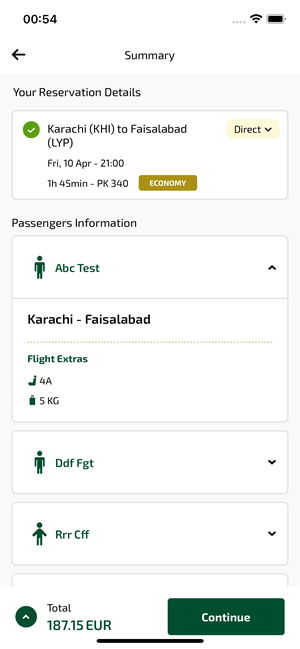 00:54
Summary
Your Reservation Details
Karachi (KHI) to Faisalabad
(LYP)
Direct
Fri, 10 Apr - 21:00
1h 45min - PK 340
ECONOMY
Passengers Information
Abc Test
Karachi - Faisalabad
Flight Extras
4A
5 KG
Ddf Fgt
Rrr Cff
Total
187.15 EUR
Continue